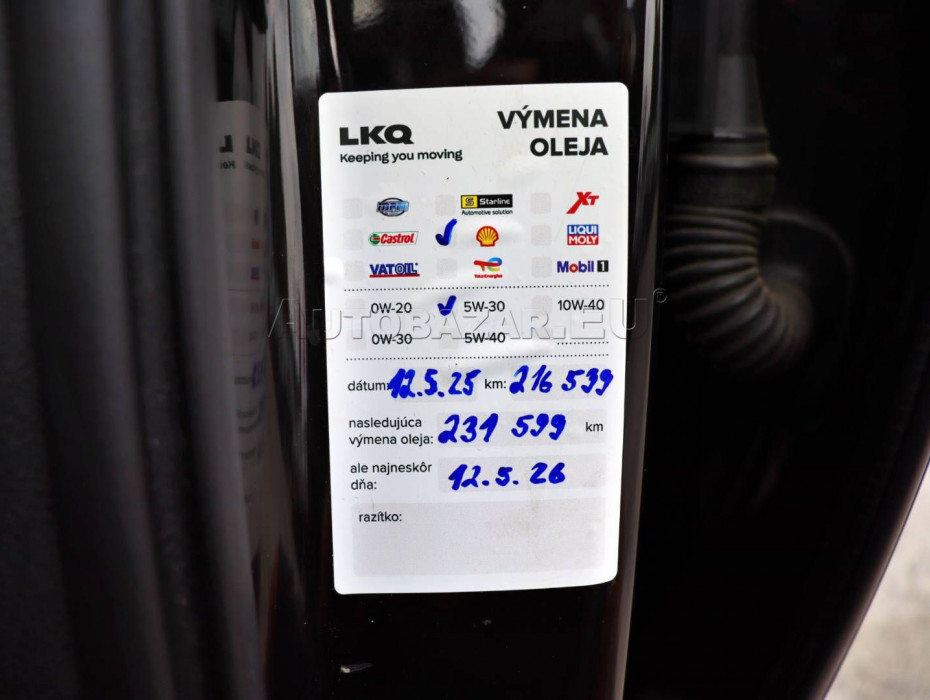 LKQ
Keeping you moving
VÝMENA
OLEJA
Starline
Automotive solution
XT
Castrol
LIQUI
MOLY
VATOIL
TotalEnergies
Mobil 1
0W-20 5W-30 10W-40
0W-30 5W-40
AUTOBAZAR.EU
dátum: 12.5.25 km: 216 539
nasledujúca
výmena oleja: 231 599 km
ale najneskôr
dňa: 12.5.26
razítko: